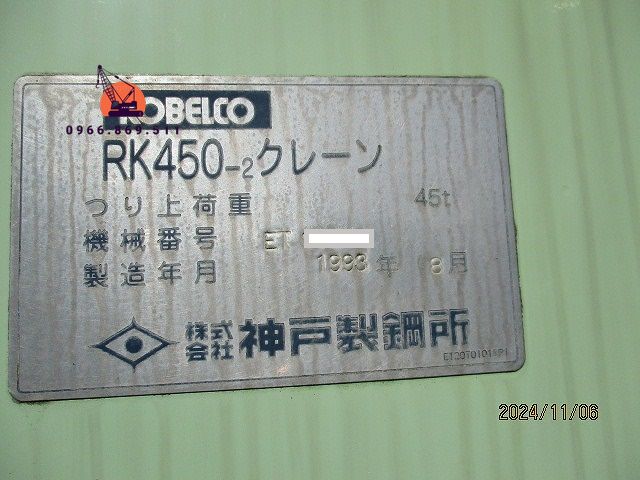 KOBELCO
0966.869.511
RK450-2クレーン
つり上荷重 45t
機械番号 ET
製造年月 1993年 8月
株式会社 神戸製鋼所
2024/11/06